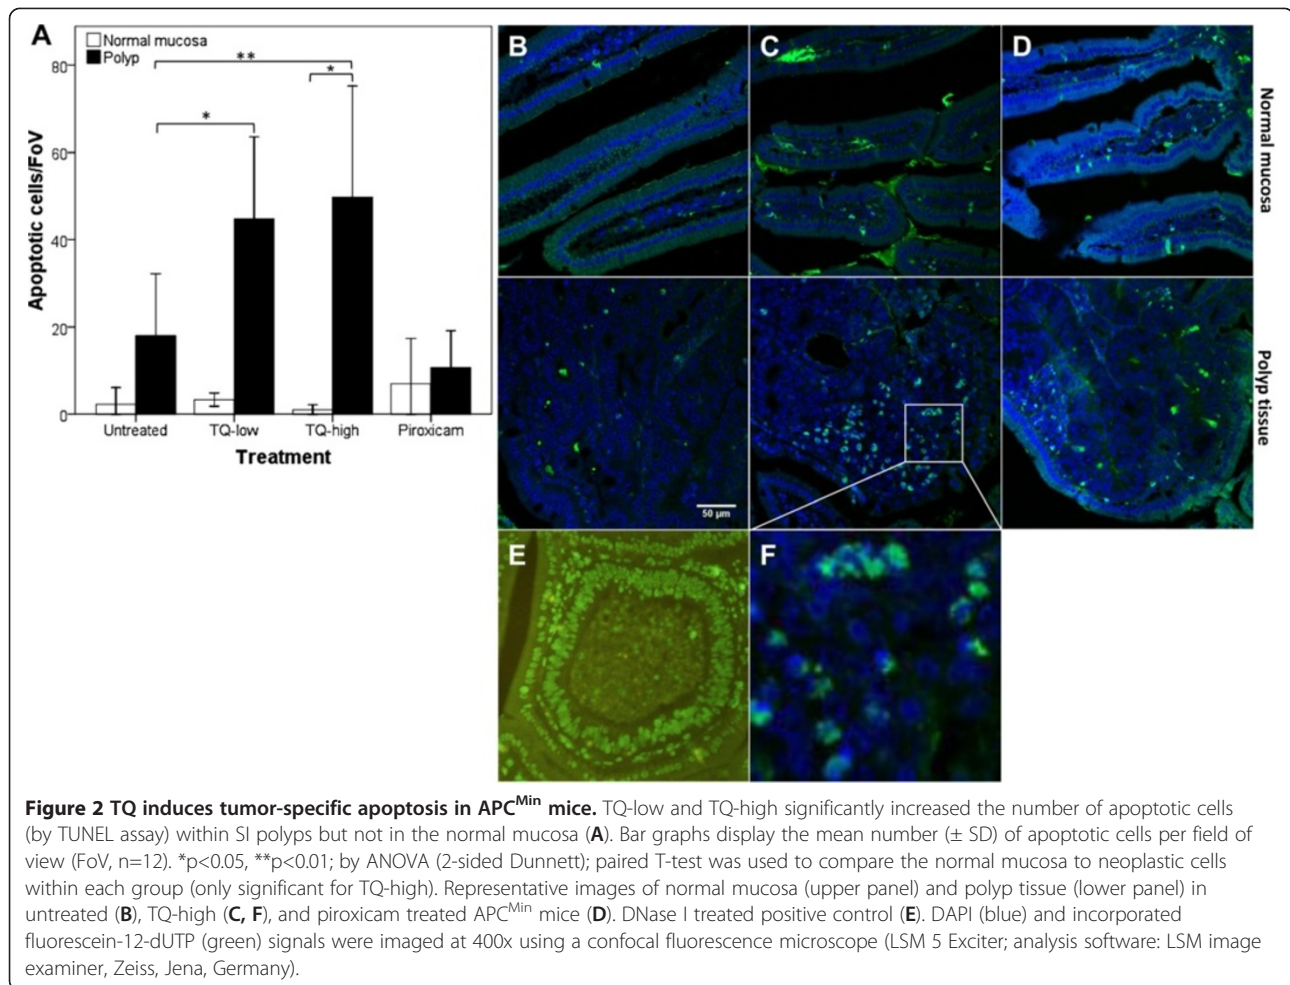 A
Normal mucosa
Polyp
**
*
*
80
60
40
20
0
Apoptotic cells/FoV
Untreated TQ-low TQ-high Piroxicam
Treatment
B
C
D
Normal mucosa
Polyp tissue
50 µm
E
F
Figure 2 TQ induces tumor-specific apoptosis in APC^Min mice. TQ-low and TQ-high significantly increased the number of apoptotic cells
(by TUNEL assay) within SI polyps but not in the normal mucosa (A). Bar graphs display the mean number (± SD) of apoptotic cells per field of
view (FoV, n=12). *p<0.05, **p<0.01; by ANOVA (2-sided Dunnett); paired T-test was used to compare the normal mucosa to neoplastic cells
within each group (only significant for TQ-high). Representative images of normal mucosa (upper panel) and polyp tissue (lower panel) in
untreated (B), TQ-high (C, F), and piroxicam treated APC^Min mice (D). DNase I treated positive control (E). DAPI (blue) and incorporated
fluorescein-12-dUTP (green) signals were imaged at 400x using a confocal fluorescence microscope (LSM 5 Exciter; analysis software: LSM image
examiner, Zeiss, Jena, Germany).